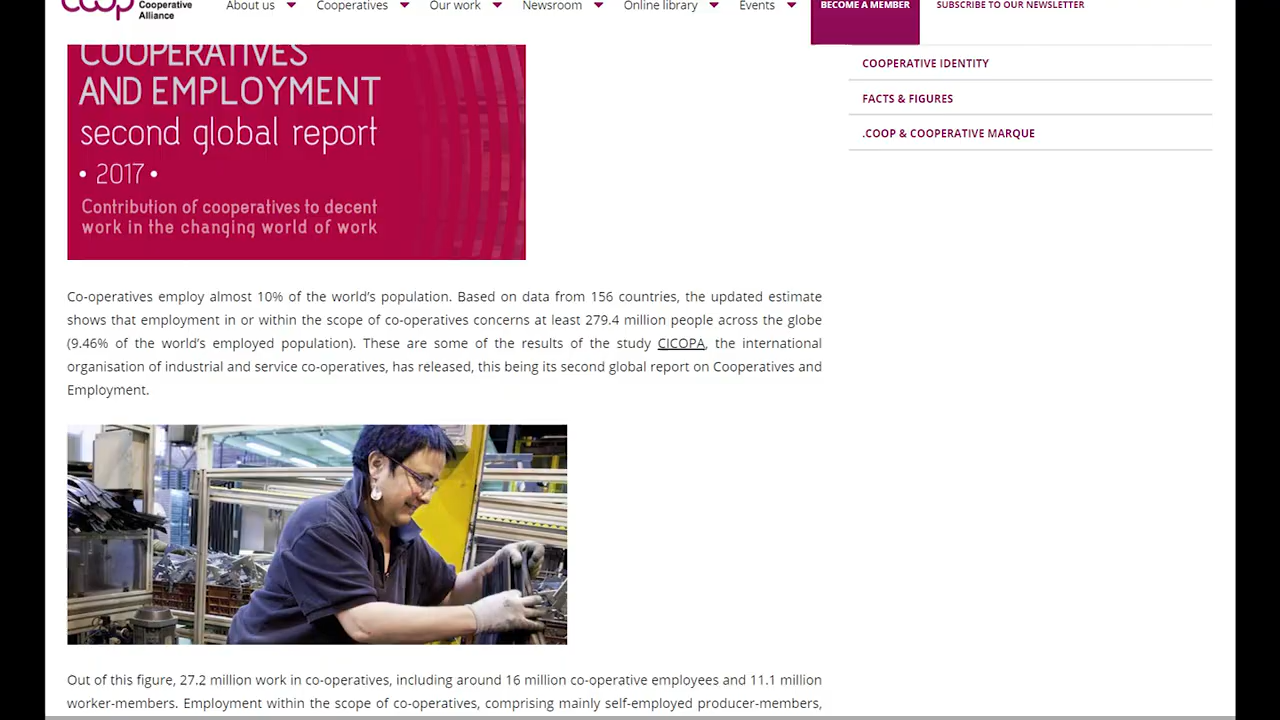 Cooperative
Alliance
About us
Cooperatives
Our work
Newsroom
Online library
Events
BECOME A MEMBER
SUBSCRIBE TO OUR NEWSLETTER
COOPERATIVES
AND EMPLOYMENT
second global report
• 2017 •
Contribution of cooperatives to decent
work in the changing world of work
COOPERATIVE IDENTITY
FACTS & FIGURES
.COOP & COOPERATIVE MARQUE
Co-operatives employ almost 10% of the world’s population. Based on data from 156 countries, the updated estimate
shows that employment in or within the scope of co-operatives concerns at least 279.4 million people across the globe
(9.46% of the world’s employed population). These are some of the results of the study CICOPA, the international
organisation of industrial and service co-operatives, has released, this being its second global report on Cooperatives and
Employment.
Out of this figure, 27.2 million work in co-operatives, including around 16 million co-operative employees and 11.1 million
worker-members. Employment within the scope of co-operatives, comprising mainly self-employed producer-members,